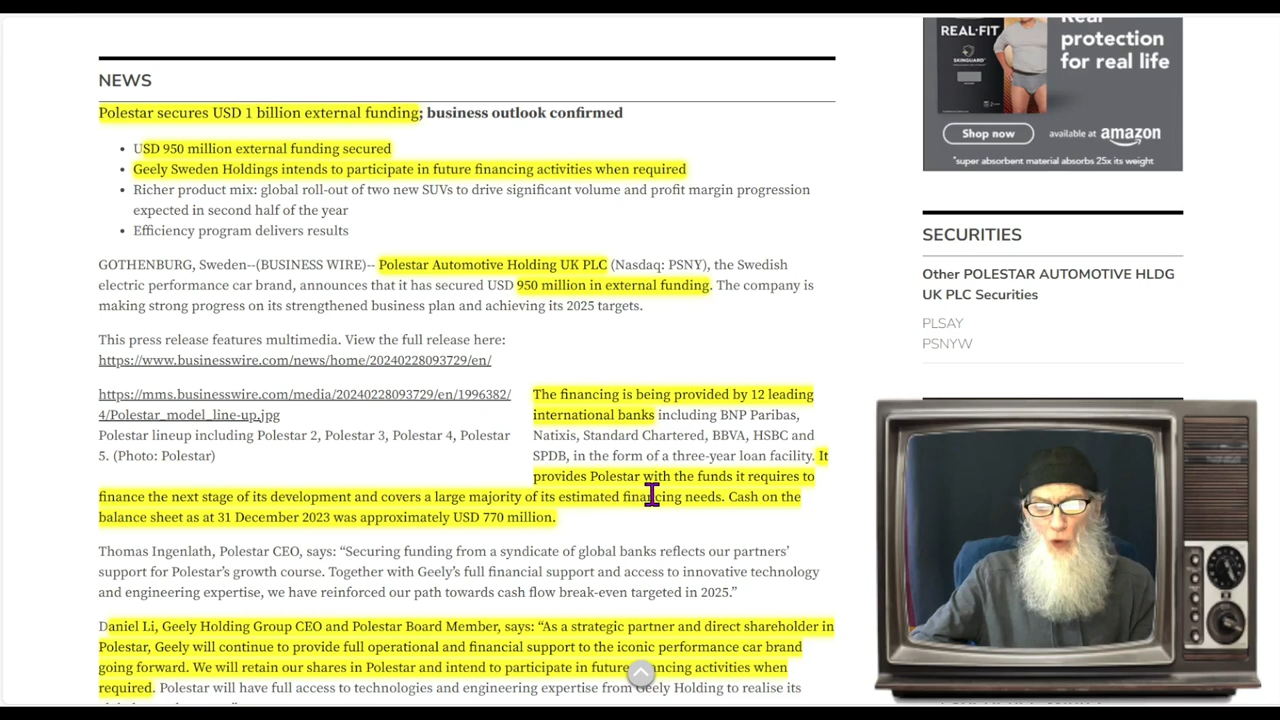 NEWS
Polestar secures USD 1 billion external funding; business outlook confirmed
• USD 950 million external funding secured
• Geely Sweden Holdings intends to participate in future financing activities when required
• Richer product mix: global roll-out of two new SUVs to drive significant volume and profit margin progression
expected in second half of the year
• Efficiency program delivers results
GOTHENBURG, Sweden--(BUSINESS WIRE)-- Polestar Automotive Holding UK PLC (Nasdaq: PSNY), the Swedish
electric performance car brand, announces that it has secured USD 950 million in external funding. The company is
making strong progress on its strengthened business plan and achieving its 2025 targets.
This press release features multimedia. View the full release here:
https://www.businesswire.com/news/home/20240228093729/en/
https://mms.businesswire.com/media/20240228093729/en/1996382/
4/Polestar_model_line-up.jpg
Polestar lineup including Polestar 2, Polestar 3, Polestar 4, Polestar
5. (Photo: Polestar)
The financing is being provided by 12 leading
international banks including BNP Paribas,
Natixis, Standard Chartered, BBVA, HSBC and
SPDB, in the form of a three-year loan facility. It
provides Polestar with the funds it requires to
finance the next stage of its development and covers a large majority of its estimated financing needs. Cash on the
balance sheet as at 31 December 2023 was approximately USD 770 million.
Thomas Ingenlath, Polestar CEO, says: “Securing funding from a syndicate of global banks reflects our partners’
support for Polestar’s growth course. Together with Geely’s full financial support and access to innovative technology
and engineering expertise, we have reinforced our path towards cash flow break-even targeted in 2025.”
Daniel Li, Geely Holding Group CEO and Polestar Board Member, says: “As a strategic partner and direct shareholder in
Polestar, Geely will continue to provide full operational and financial support to the iconic performance car brand
going forward. We will retain our shares in Polestar and intend to participate in future financing activities when
required. Polestar will have full access to technologies and engineering expertise from Geely Holding to realise its
REAL·FIT
SKINGUARD
Real
protection
for real life
Shop now
available at amazon
*super absorbent material absorbs 25x its weight
SECURITIES
Other POLESTAR AUTOMOTIVE HLDG
UK PLC Securities
PLSAY
PSNYW